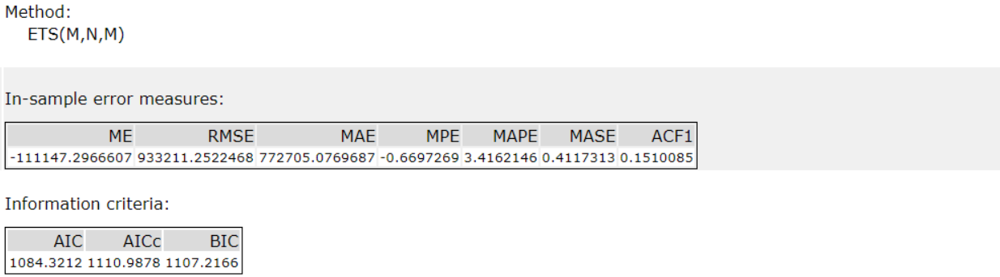 Method:
ETS(M,N,M)
In-sample error measures:
ME RMSE MAE MPE MAPE MASE ACF1
-111147.2966607 933211.2522468 772705.0769687 -0.6697269 3.4162146 0.4117313 0.1510085
Information criteria:
AIC AICc BIC
1084.3212 1110.9878 1107.2166